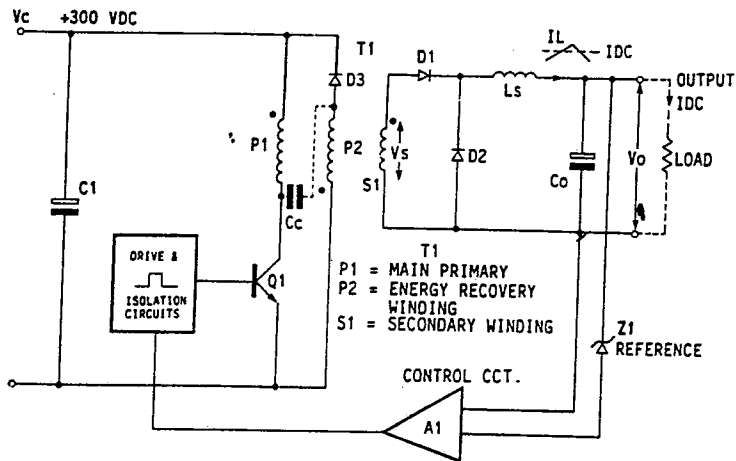 Vc +300 VDC
T1
D3
P1
P2
Cc
C1
Q1
DRIVE &
ISOLATION
CIRCUITS
D1
IL
IDC
Ls
OUTPUT
IDC
Vs
S1
D2
Co
Vo
LOAD
T1
P1 = MAIN PRIMARY
P2 = ENERGY RECOVERY
WINDING
S1 = SECONDARY WINDING
Z1
REFERENCE
CONTROL CCT.
A1